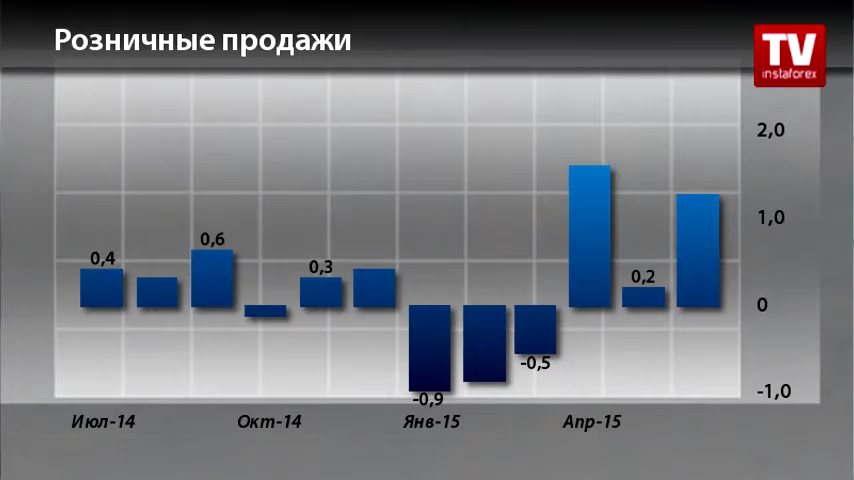 Розничные продажи
TV
instaforex
2,0
1,0
0
-1,0
0,4
0,6
0,3
-0,9
-0,5
0,2
Июл-14
Окт-14
Янв-15
Апр-15